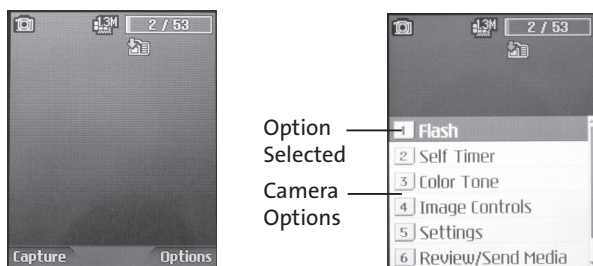 1.3M 2 / 53
Capture Options
Option Selected
Camera Options
1.3M 2 / 53
1 Flash
2 Self Timer
3 Color Tone
4 Image Controls
5 Settings
6 Review/Send Media